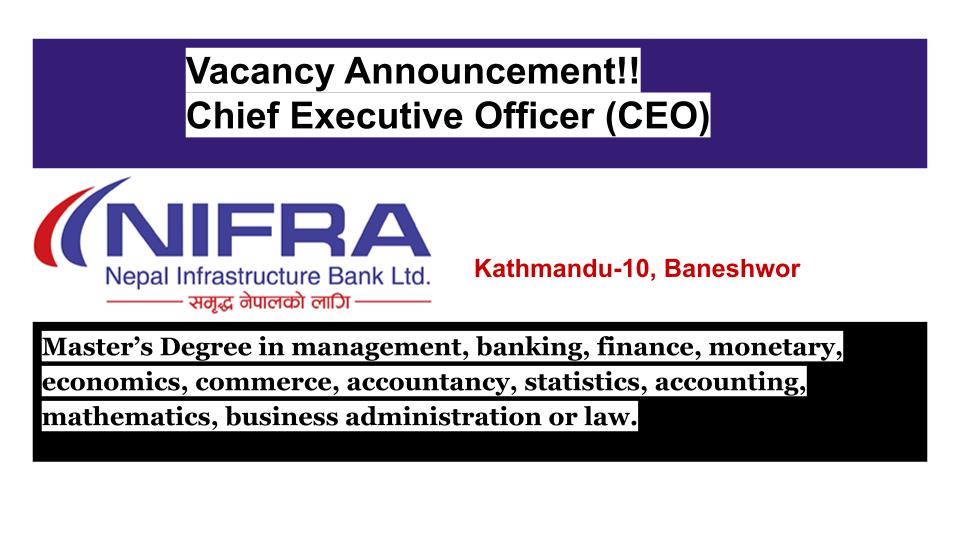 Vacancy Announcement!!
Chief Executive Officer (CEO)
NIFRA
Nepal Infrastructure Bank Ltd.
समृद्ध नेपालको लागि
Kathmandu-10, Baneshwor
Master’s Degree in management, banking, finance, monetary,
economics, commerce, accountancy, statistics, accounting,
mathematics, business administration or law.